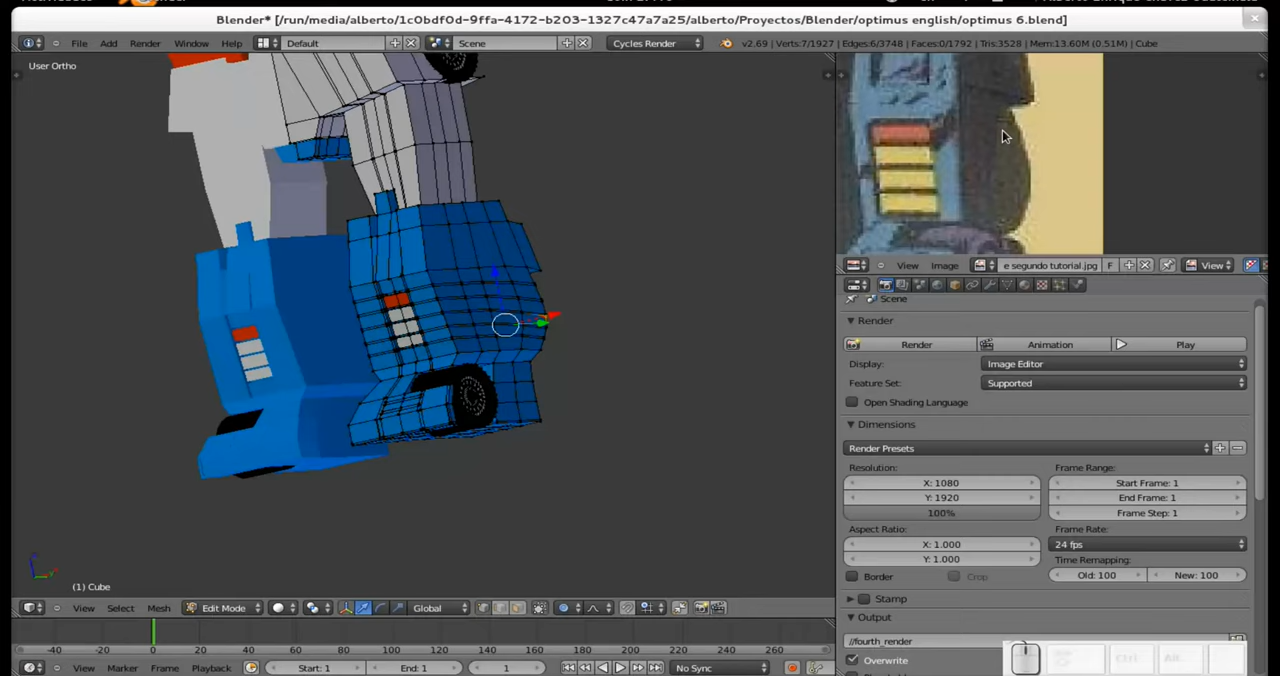 Blender* [/run/media/alberto/1c0bdf0d-9ffa-4172-b203-1327c47a7a25/alberto/Proyectos/Blender/optimus english/optimus 6.blend]
File Add Render Window Help Default Scene Cycles Render v2.69 | Verts:7/1927 | Edges:6/3748 | Faces:0/1792 | Tris:3528 | Mem:13.60M (0.51M) | Cube
User Ortho
View Image e segundo tutorial.jpg F View
Scene
Render
Render Animation Play
Display: Image Editor
Feature Set: Supported
Open Shading Language
Dimensions
Render Presets
Resolution: Frame Range:
X: 1080 Start Frame: 1
Y: 1920 End Frame: 1
100% Frame Step: 1
Aspect Ratio: Frame Rate:
X: 1.000 24 fps
Y: 1.000 Time Remapping:
Border Crop Old: 100 New: 100
Stamp
Output
//fourth_render
Overwrite
(1) Cube
View Select Mesh Edit Mode Global
-40 -20 0 20 40 60 80 100 120 140 160 180 200 220 240 260
View Marker Frame Playback Start: 1 End: 1 1 No Sync
Ctrl Alt